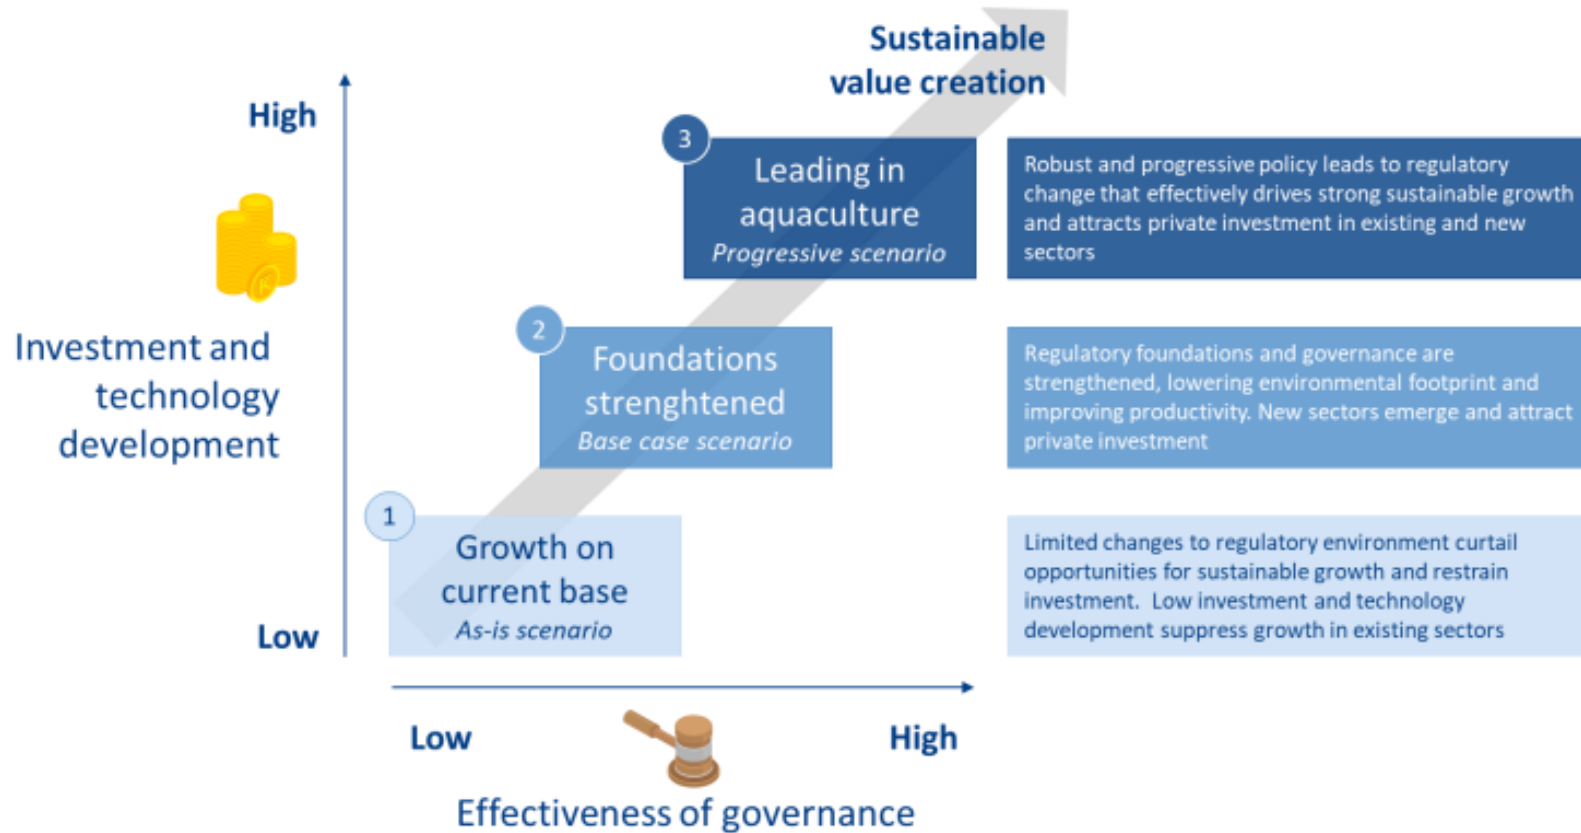 Sustainable
value creation
High
3
Leading in
aquaculture
Progressive scenario
Robust and progressive policy leads to regulatory
change that effectively drives strong sustainable growth
and attracts private investment in existing and new
sectors
K
Investment and
technology
development
2
Foundations
strenghtened
Base case scenario
Regulatory foundations and governance are
strengthened, lowering environmental footprint and
improving productivity. New sectors emerge and attract
private investment
1
Growth on
current base
As-is scenario
Limited changes to regulatory environment curtail
opportunities for sustainable growth and restrain
investment.  Low investment and technology
development suppress growth in existing sectors
Low
Low
High
Effectiveness of governance